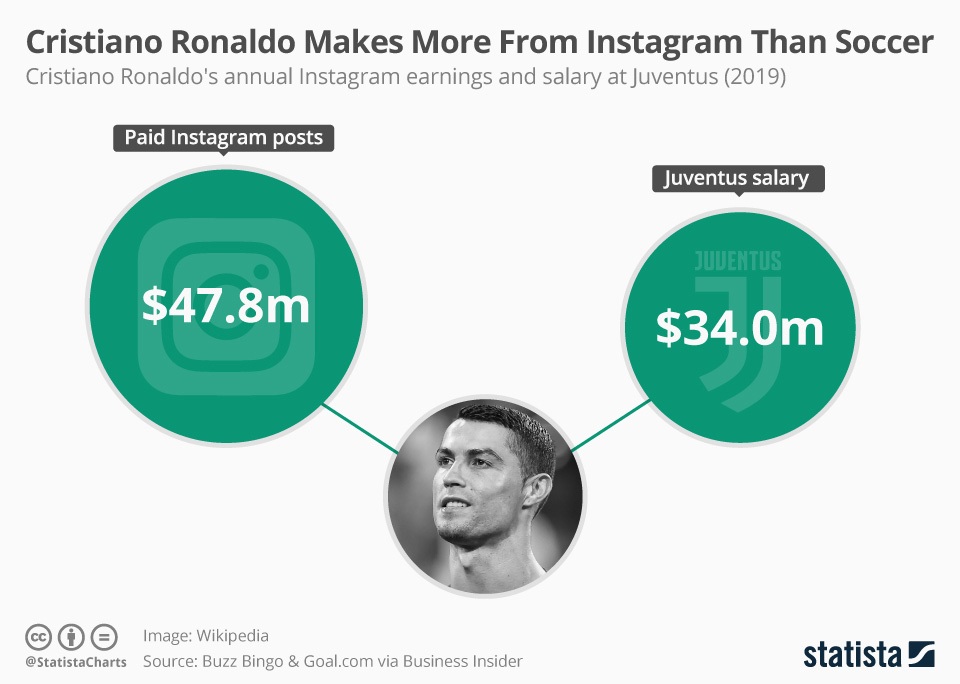 Cristiano Ronaldo Makes More From Instagram Than Soccer
Cristiano Ronaldo's annual Instagram earnings and salary at Juventus (2019)
Paid Instagram posts
$47.8m
Juventus salary
JUVENTUS
$34.0m
cc
@StatistaCharts
Image: Wikipedia
Source: Buzz Bingo & Goal.com via Business Insider
statista